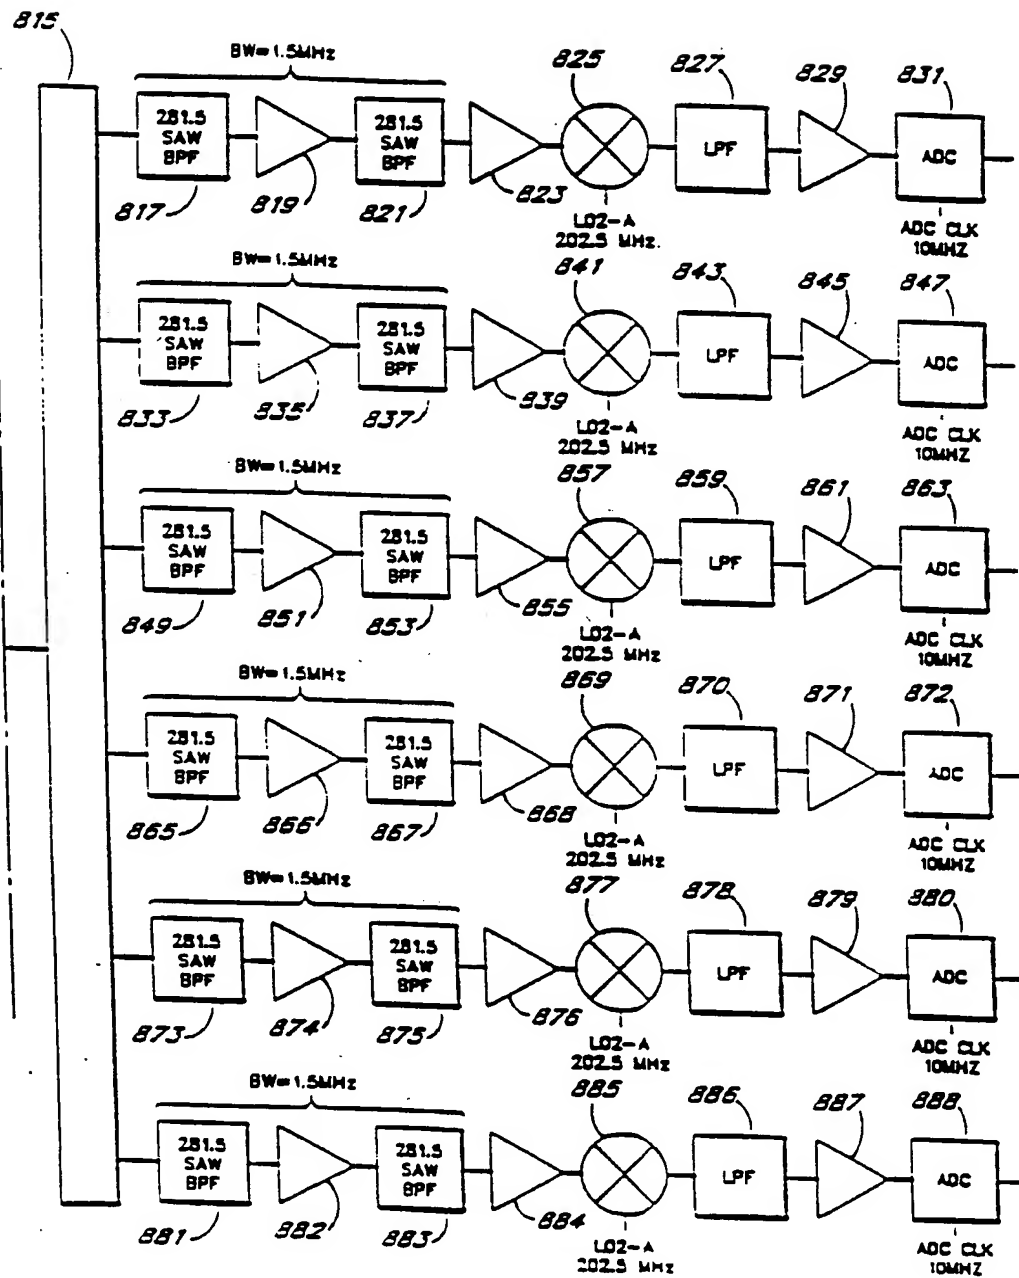 815
BW=1.5MHz
825
827
829
831
281.5
SAW
BPF
281.5
SAW
BPF
LPF
ADC
817
819
821
823
LO2-A
202.5 MHz.
ADC CLK
10MHZ
BW=1.5MHz
841
843
845
847
281.5
SAW
BPF
281.5
SAW
BPF
LPF
ADC
833
835
837
839
LO2-A
202.5 MHz
ADC CLK
10MHZ
BW=1.5MHz
857
859
861
863
281.5
SAW
BPF
281.5
SAW
BPF
LPF
ADC
849
851
853
855
LO2-A
202.5 MHz
ADC CLK
10MHZ
BW=1.5MHz
869
870
871
872
281.5
SAW
BPF
281.5
SAW
BPF
LPF
ADC
865
866
867
868
LO2-A
202.5 MHz
ADC CLK
10MHZ
BW=1.5MHz
877
878
879
880
281.5
SAW
BPF
281.5
SAW
BPF
LPF
ADC
873
874
875
876
LO2-A
202.5 MHz
ADC CLK
10MHZ
BW=1.5MHz
885
886
887
888
281.5
SAW
BPF
281.5
SAW
BPF
LPF
ADC
881
882
883
884
LO2-A
202.5 MHz
ADC CLK
10MHZ